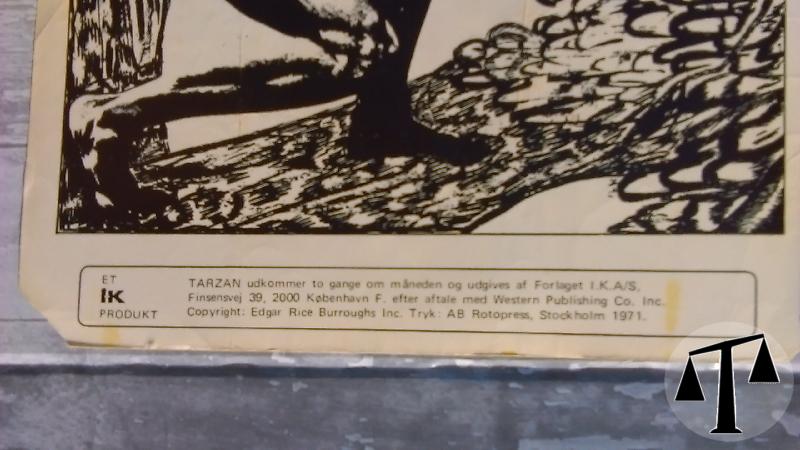 ET
IK
PRODUKT
TARZAN udkommer to gange om måneden og udgives af Forlaget I.K.A/S,
Finsensvej 39, 2000 København F. efter aftale med Western Publishing Co. Inc.
Copyright: Edgar Rice Burroughs Inc. Tryk: AB Rotopress, Stockholm 1971.